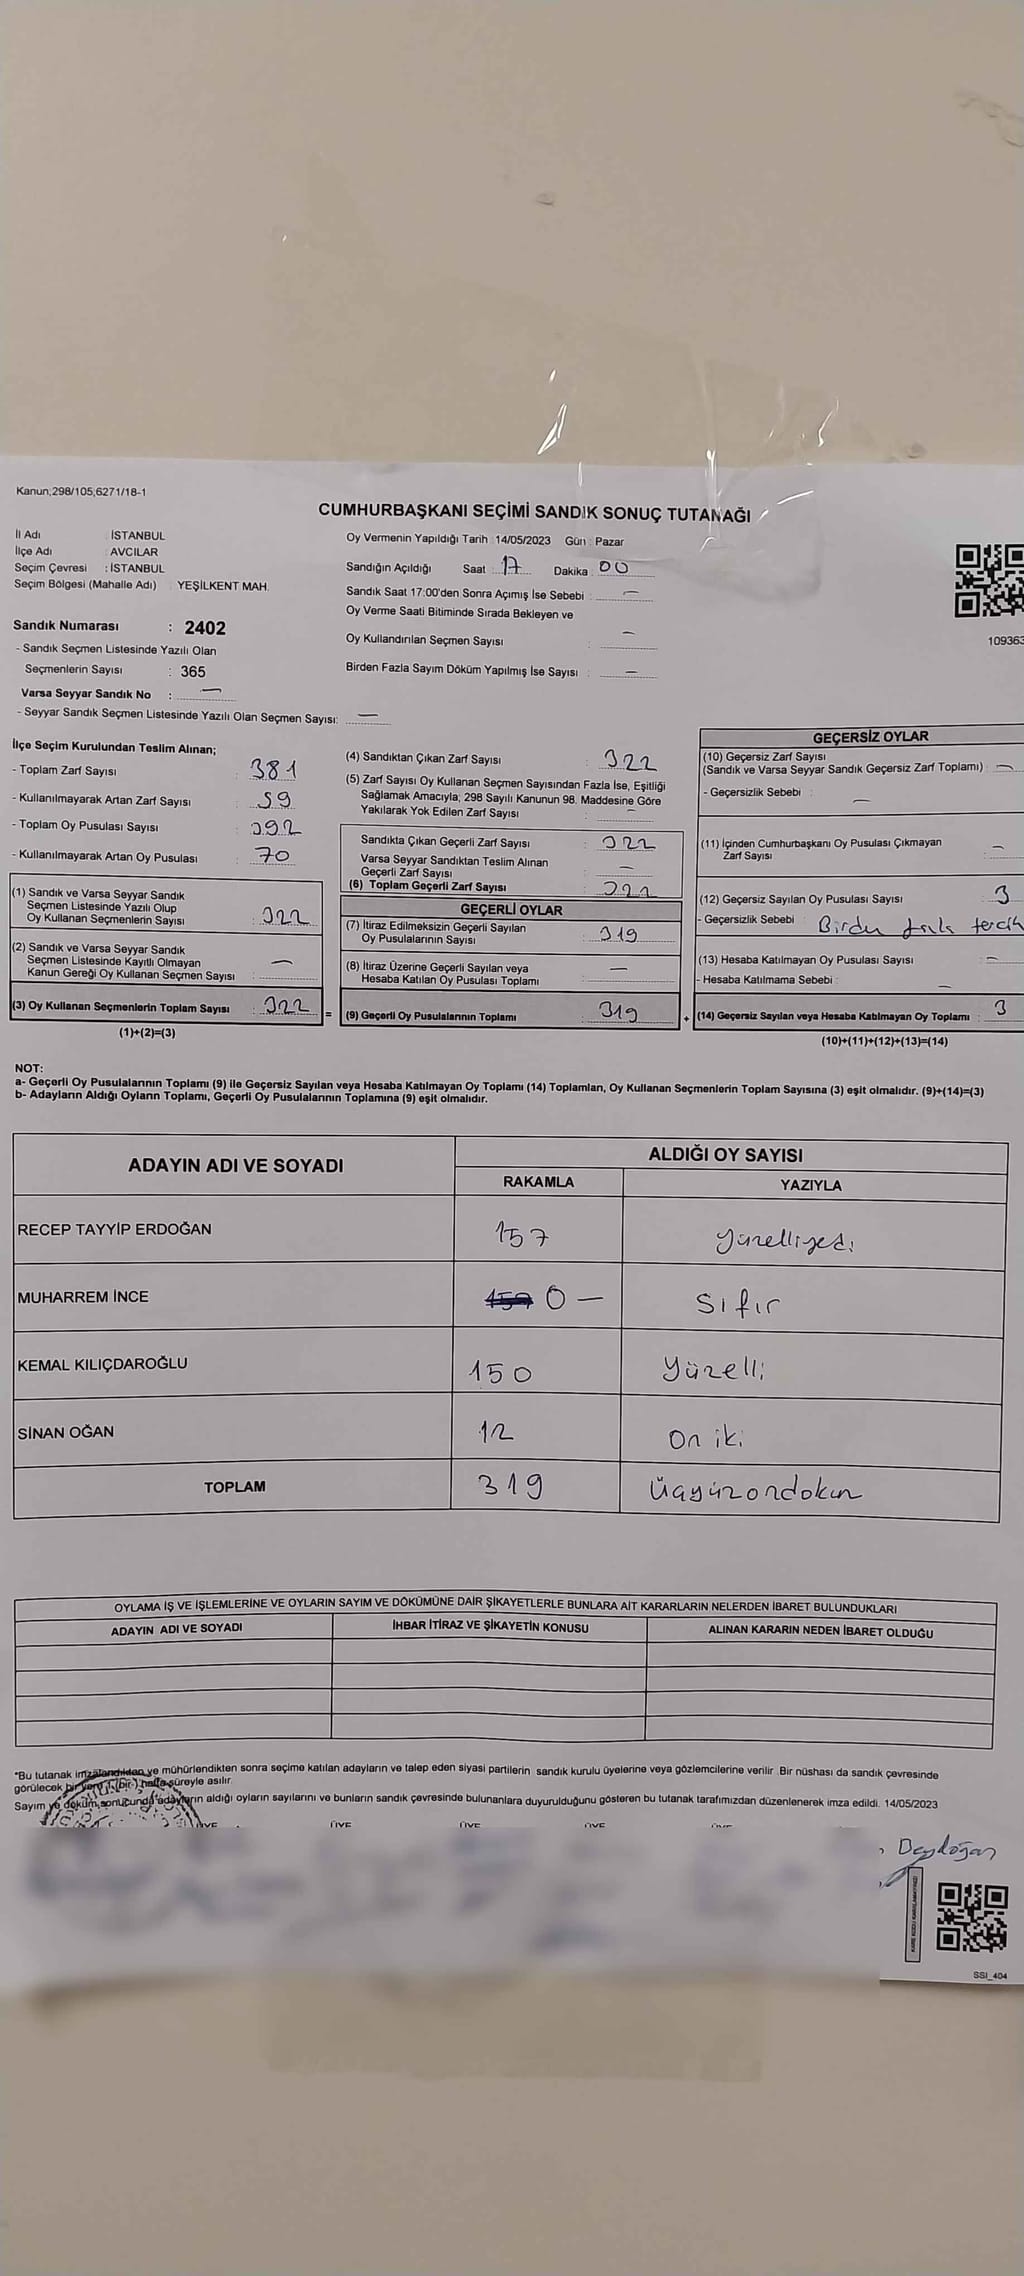 Kanun;298/105;6271/18-1
CUMHURBAŞKANI SEÇİMİ SANDIK SONUÇ TUTANAĞI
İl Adı İSTANBUL
İlçe Adı : AVCILAR
Seçim Çevresi : İSTANBUL
Seçim Bölgesi (Mahalle Adı) YEŞİLKENT MAH.
Oy Vermenin Yapıldığı Tarih 14/05/2023 Gün : Pazar
Sandığın Açıldığı Saat : 17 Dakika : 00
Sandık Saat 17:00'den Sonra Açımış İse Sebebi : —
Oy Verme Saati Bitiminde Sırada Bekleyen ve
Oy Kullandırılan Seçmen Sayısı : —
Birden Fazla Sayım Döküm Yapılmış İse Sayısı : —
109363
Sandık Numarası : 2402
- Sandık Seçmen Listesinde Yazılı Olan
Seçmenlerin Sayısı : 365
Varsa Seyyar Sandık No : —
- Seyyar Sandık Seçmen Listesinde Yazılı Olan Seçmen Sayısı: —
İlçe Seçim Kurulundan Teslim Alınan;
- Toplam Zarf Sayısı : 381
- Kullanılmayarak Artan Zarf Sayısı : 59
- Toplam Oy Pusulası Sayısı : 392
- Kullanılmayarak Artan Oy Pusulası : 70
(1) Sandık ve Varsa Seyyar Sandık
Seçmen Listesinde Yazılı Olup
Oy Kullanan Seçmenlerin Sayısı : 322
(2) Sandık ve Varsa Seyyar Sandık
Seçmen Listesinde Kayıtlı Olmayan
Kanun Gereği Oy Kullanan Seçmen Sayısı : —
(3) Oy Kullanan Seçmenlerin Toplam Sayısı : 322
(1)+(2)=(3)
=
(4) Sandıktan Çıkan Zarf Sayısı : 322
(5) Zarf Sayısı Oy Kullanan Seçmen Sayısından Fazla İse, Eşitliği
Sağlamak Amacıyla; 298 Sayılı Kanunun 98. Maddesine Göre
Yakılarak Yok Edilen Zarf Sayısı : —
Sandıkta Çıkan Geçerli Zarf Sayısı : 322
Varsa Seyyar Sandıktan Teslim Alınan
Geçerli Zarf Sayısı : —
(6) Toplam Geçerli Zarf Sayısı : 322
GEÇERLİ OYLAR
(7) İtiraz Edilmeksizin Geçerli Sayılan
Oy Pusulalarının Sayısı : 319
(8) İtiraz Üzerine Geçerli Sayılan veya
Hesaba Katılan Oy Pusulası Toplamı : —
(9) Geçerli Oy Pusulalarının Toplamı : 319
+
GEÇERSİZ OYLAR
(10) Geçersiz Zarf Sayısı
(Sandık ve Varsa Seyyar Sandık Geçersiz Zarf Toplamı) : —
- Geçersizlik Sebebi : —
(11) İçinden Cumhurbaşkanı Oy Pusulası Çıkmayan
Zarf Sayısı : —
(12) Geçersiz Sayılan Oy Pusulası Sayısı : 3
- Geçersizlik Sebebi : Birden fazla tercih
(13) Hesaba Katılmayan Oy Pusulası Sayısı : —
- Hesaba Katılmama Sebebi : —
(14) Geçersiz Sayılan veya Hesaba Katılmayan Oy Toplamı : 3
(10)+(11)+(12)+(13)=(14)
NOT:
a- Geçerli Oy Pusulalarının Toplamı (9) ile Geçersiz Sayılan veya Hesaba Katılmayan Oy Toplamı (14) Toplamları, Oy Kullanan Seçmenlerin Toplam Sayısına (3) eşit olmalıdır. (9)+(14)=(3)
b- Adayların Aldığı Oyların Toplamı, Geçerli Oy Pusulalarının Toplamına (9) eşit olmalıdır.
ADAYIN ADI VE SOYADI
ALDIĞI OY SAYISI
RAKAMLA YAZIYLA
RECEP TAYYİP ERDOĞAN 157 yüzelliyedi
MUHARREM İNCE 0 — Sıfır
KEMAL KILIÇDAROĞLU 150 Yüzelli
SİNAN OĞAN 12 On iki
TOPLAM 319 Üçyüzondokuz
OYLAMA İŞ VE İŞLEMLERİNE VE OYLARIN SAYIM VE DÖKÜMÜNE DAİR ŞİKAYETLERLE BUNLARA AİT KARARLARIN NELERDEN İBARET BULUNDUKLARI
ADAYIN ADI VE SOYADI İHBAR İTİRAZ VE ŞİKAYETİN KONUSU ALINAN KARARIN NEDEN İBARET OLDUĞU
*Bu tutanak imzalandıktan ve mühürlendikten sonra seçime katılan adayların ve talep eden siyasi partilerin sandık kurulu üyelerine veya gözlemcilerine verilir. Bir nüshası da sandık çevresinde
görülecek bir yere 1 (bir) hafta süreyle asılır.
Sayım ve döküm sonucunda adayların aldığı oyların sayılarını ve bunların sandık çevresinde bulunanlara duyurulduğunu gösteren bu tutanak tarafımızdan düzenlenerek imza edildi. 14/05/2023
ÜYE ÜYE ÜYE ÜYE
SSI_404